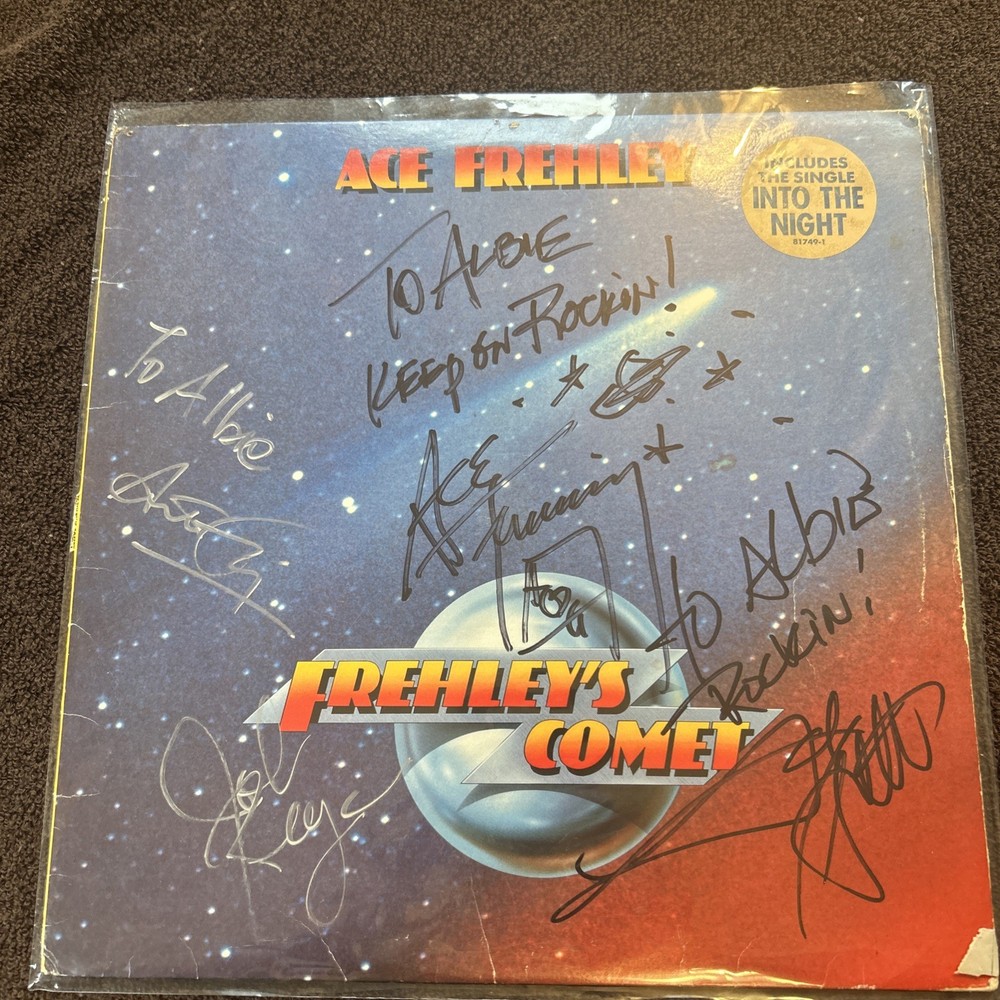 ACE FREHLEY
INCLUDES
THE SINGLE
INTO THE
NIGHT
81749-1
TO ALBIE
KEEP ON ROCKIN!
ACE
To Albie
TO ALBIE
ROCKIN!
FREHLEY'S
COMET